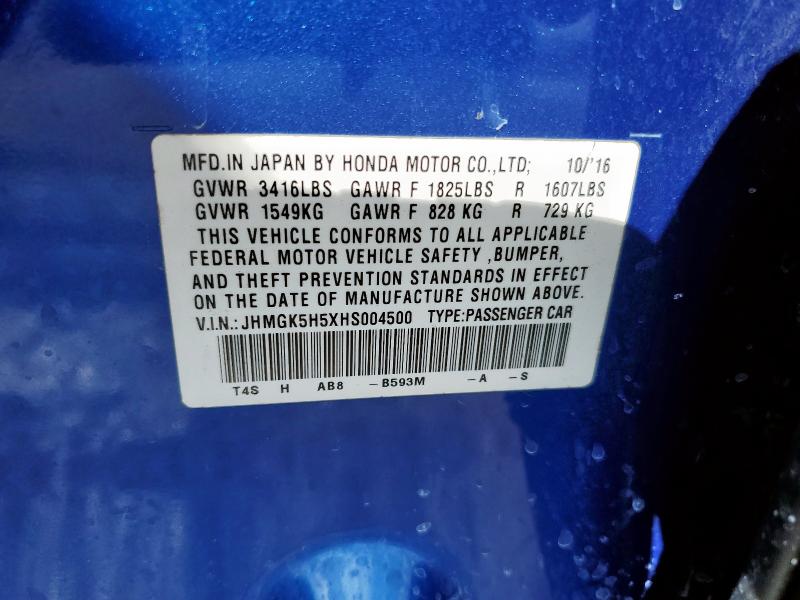 MFD.IN JAPAN BY HONDA MOTOR CO.,LTD; 10/'16
GVWR 3416LBS GAWR F 1825LBS R 1607LBS
GVWR 1549KG GAWR F 828 KG R 729 KG
THIS VEHICLE CONFORMS TO ALL APPLICABLE
FEDERAL MOTOR VEHICLE SAFETY ,BUMPER,
AND THEFT PREVENTION STANDARDS IN EFFECT
ON THE DATE OF MANUFACTURE SHOWN ABOVE.
V.I.N.: JHMGK5H5XHS004500 TYPE:PASSENGER CAR
T4S H AB8 -B593M -A -S